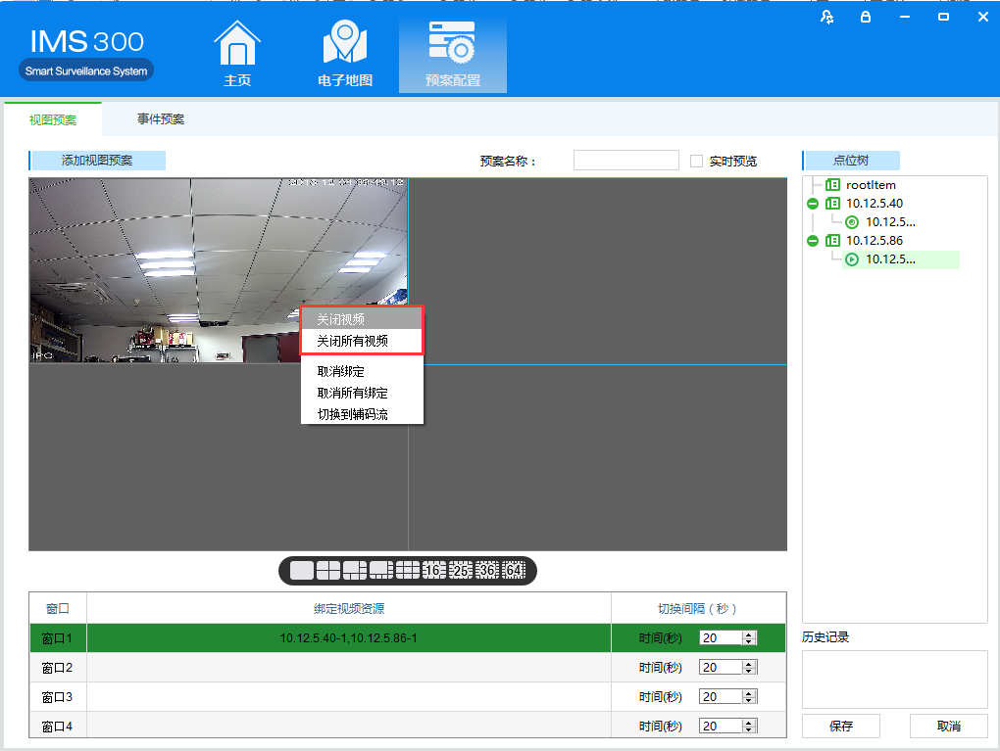 IMS 300
Smart Surveillance System
主页
电子地图
预案配置
视图预案
事件预案
添加视图预案
预案名称：
实时预览
点位树
rootItem
10.12.5.40
10.12.5...
10.12.5.86
10.12.5...
IPC
关闭视频
关闭所有视频
取消绑定
取消所有绑定
切换到辅码流
16 25 36 64
窗口 绑定视频资源 切换间隔（秒）
窗口1 10.12.5.40-1,10.12.5.86-1 时间(秒) 20
窗口2 时间(秒) 20
窗口3 时间(秒) 20
窗口4 时间(秒) 20
历史记录
保存 取消